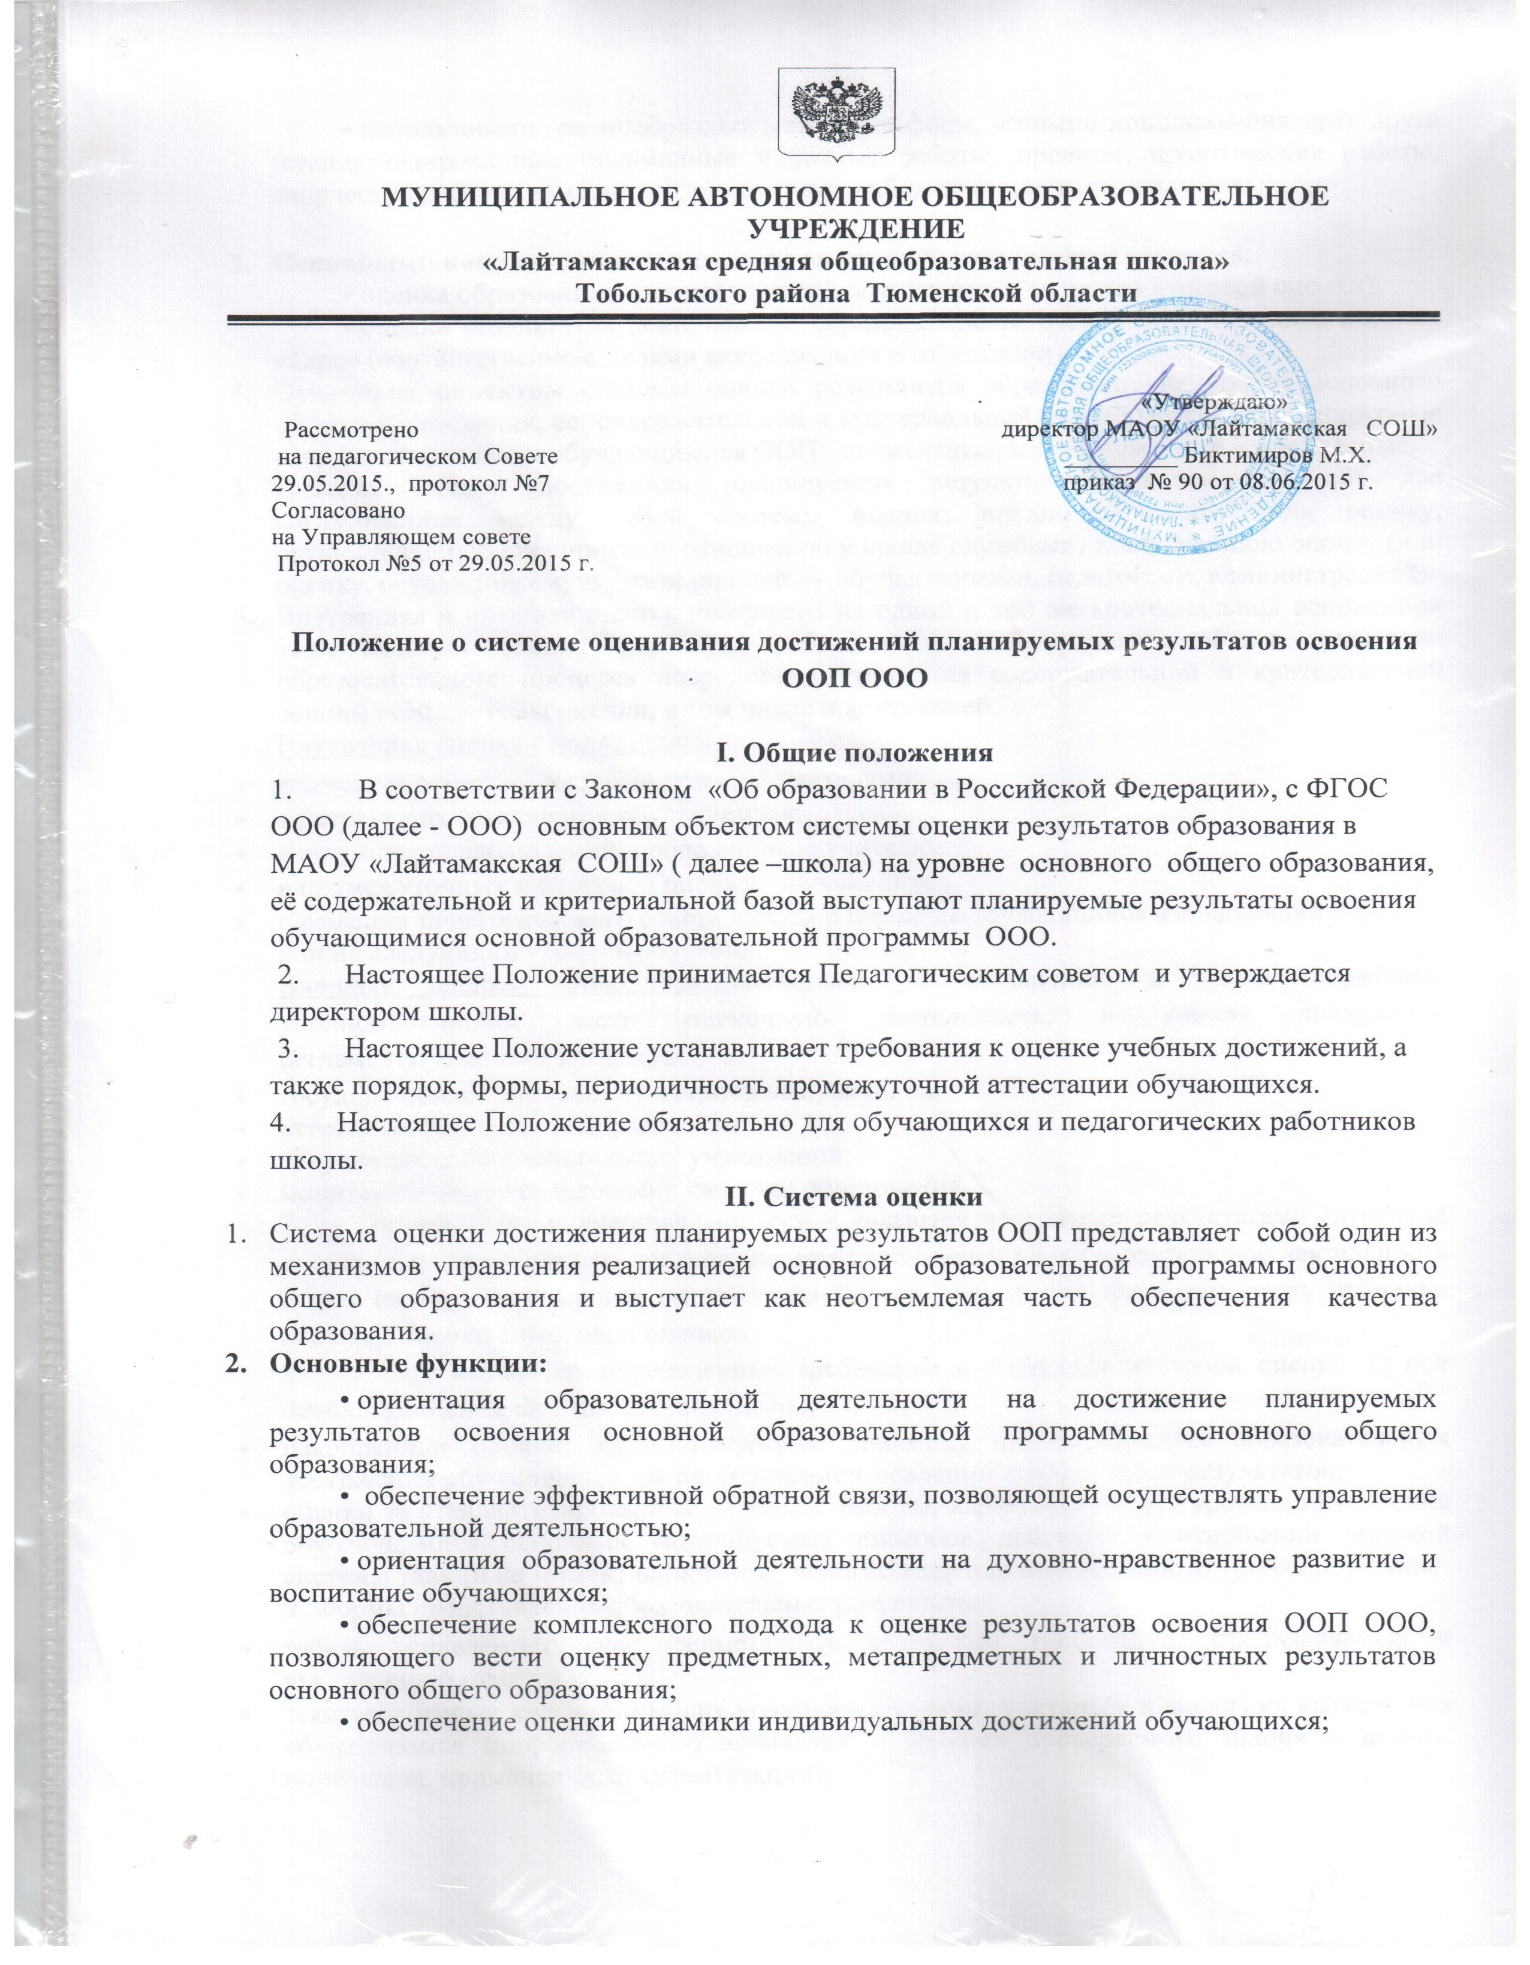 МУНИЦИПАЛЬНОЕ АВТОНОМНОЕ ОБЩЕОБРАЗОВАТЕЛЬНОЕ
УЧРЕЖДЕНИЕ
«Лайтамакская средняя общеобразовательная школа»
Тобольского района Тюменской области
Рассмотрено
на педагогическом Совете
29.05.2015., протокол №7
Согласовано
на Управляющем совете
Протокол №5 от 29.05.2015 г.
«Утверждаю»
директор МАОУ «Лайтамакская СОШ»
________ Биктимиров М.Х.
приказ № 90 от 08.06.2015 г.
Положение о системе оценивания достижений планируемых результатов освоения
ООП ООО
I. Общие положения
1. В соответствии с Законом «Об образовании в Российской Федерации», с ФГОС
ООО (далее - ООО) основным объектом системы оценки результатов образования в
МАОУ «Лайтамакская СОШ» ( далее –школа) на уровне основного общего образования,
её содержательной и критериальной базой выступают планируемые результаты освоения
обучающимися основной образовательной программы ООО.
2. Настоящее Положение принимается Педагогическим советом и утверждается
директором школы.
3. Настоящее Положение устанавливает требования к оценке учебных достижений, а
также порядок, формы, периодичность промежуточной аттестации обучающихся.
4. Настоящее Положение обязательно для обучающихся и педагогических работников
школы.
II. Система оценки
1. Система оценки достижения планируемых результатов ООП представляет собой один из
механизмов управления реализацией основной образовательной программы основного
общего образования и выступает как неотъемлемая часть обеспечения качества
образования.
2. Основные функции:
• ориентация образовательной деятельности на достижение планируемых
результатов освоения основной образовательной программы основного общего
образования;
• обеспечение эффективной обратной связи, позволяющей осуществлять управление
образовательной деятельностью;
• ориентация образовательной деятельности на духовно-нравственное развитие и
воспитание обучающихся;
• обеспечение комплексного подхода к оценке результатов освоения ООП ООО,
позволяющего вести оценку предметных, метапредметных и личностных результатов
основного общего образования;
• обеспечение оценки динамики индивидуальных достижений обучающихся;